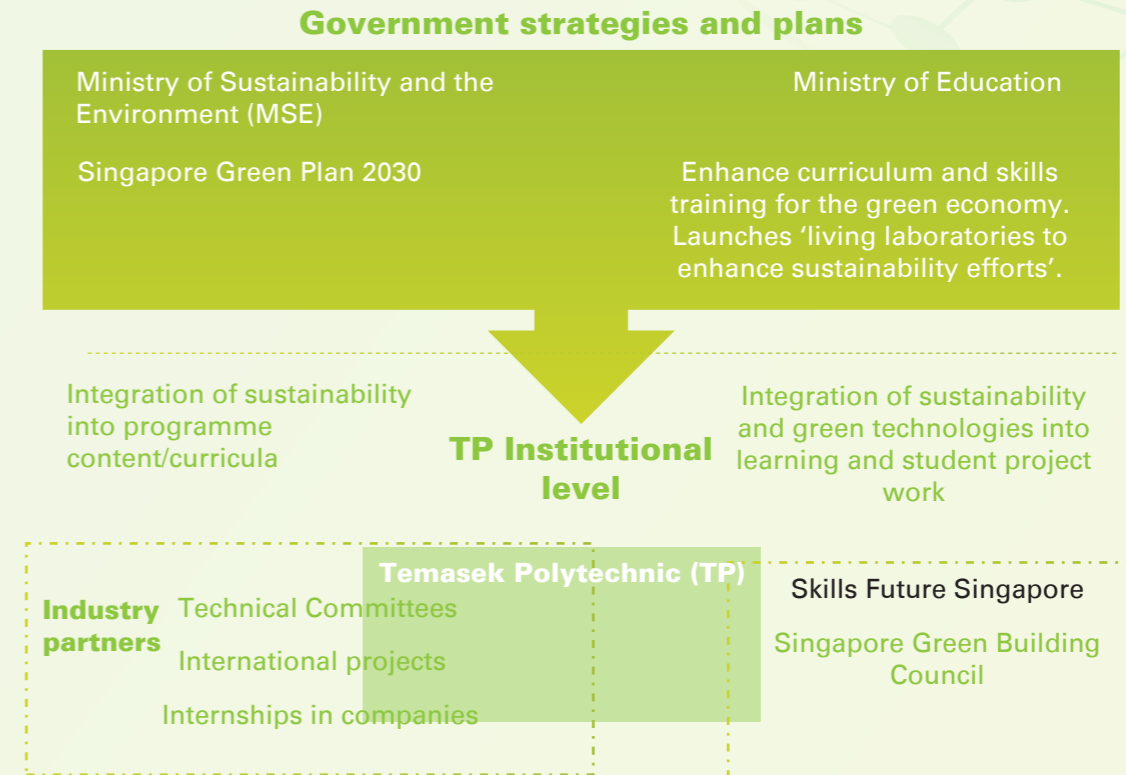 Government strategies and plans
Ministry of Sustainability and the
Environment (MSE)
Singapore Green Plan 2030
Ministry of Education
Enhance curriculum and skills
training for the green economy.
Launches ‘living laboratories to
enhance sustainability efforts’.
Integration of sustainability
into programme
content/curricula
TP Institutional
level
Integration of sustainability
and green technologies into
learning and student project
work
Temasek Polytechnic (TP)
Industry
partners
Technical Committees
International projects
Internships in companies
Skills Future Singapore
Singapore Green Building
Council